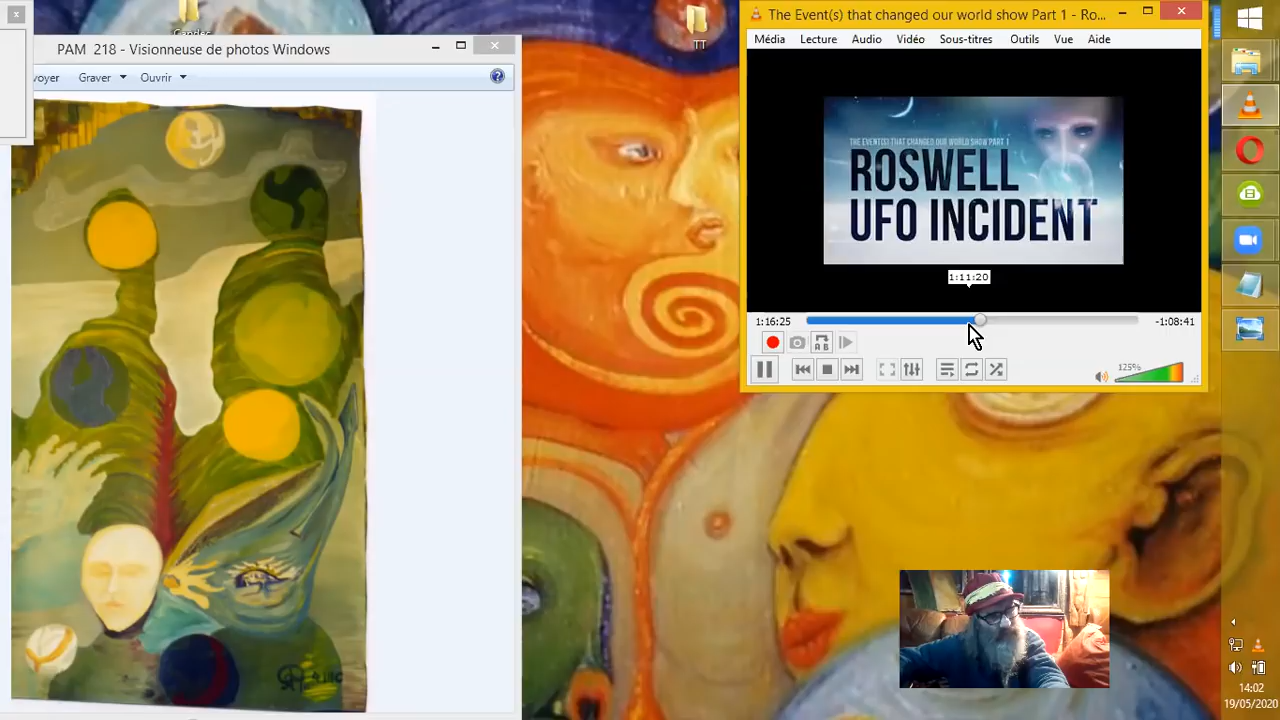 x
Candes
PAM 218 - Visionneuse de photos Windows
voyer Graver Ouvrir
TT
The Event(s) that changed our world show Part 1 - Ro...
Média Lecture Audio Vidéo Sous-titres Outils Vue Aide
THE EVENT(S) THAT CHANGED OUR WORLD SHOW PART 1
ROSWELL
UFO INCIDENT
1:11:20
1:16:25
-1:08:41
A B
125%
14:02
19/05/2020